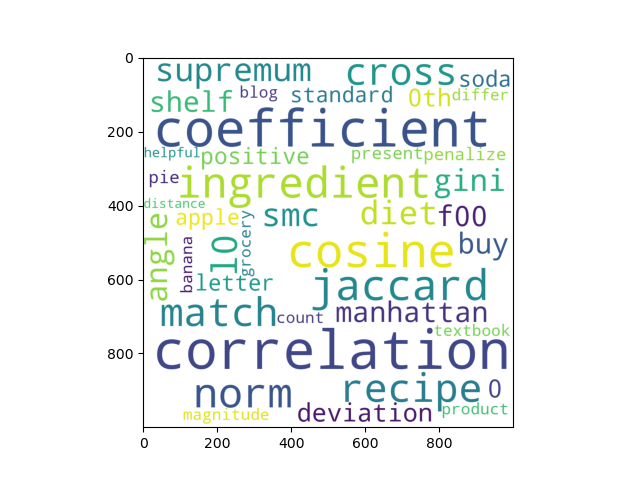 0
supremum cross soda
shelf blog standard 0th differ
200
coefficient
helpful positive present penalize
pie ingredient gini
400
distance apple smc diet f00
angle banana lO grocery cosine buy
600
letter jaccard
match count manhattan
textbook
800
correlation
norm recipe 0
magnitude deviation product
0 200 400 600 800